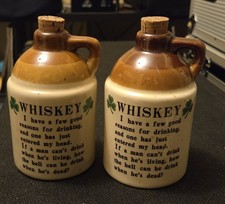 WHISKEY
I have a few good
reasons for drinking,
and one has just
entered my head.
If a man can't drink
when he's living, how
the hell can he drink
when he's dead?
WHISKEY
I have a few good
reasons for drinking,
and one has just
entered my head.
If a man can't drink
when he's living, how
the hell can he drink
when he's dead?